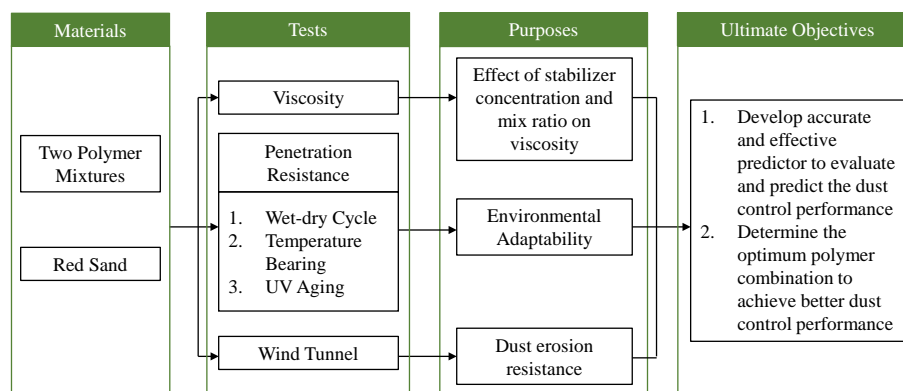 Materials
Tests
Purposes
Ultimate Objectives
Two Polymer
Mixtures
Red Sand
Viscosity
Penetration
Resistance
1. Wet-dry Cycle
2. Temperature
Bearing
3. UV Aging
Wind Tunnel
Effect of stabilizer
concentration and
mix ratio on
viscosity
Environmental
Adaptability
Dust erosion
resistance
1. Develop accurate
and effective
predictor to evaluate
and predict the dust
control performance
2. Determine the
optimum polymer
combination to
achieve better dust
control performance